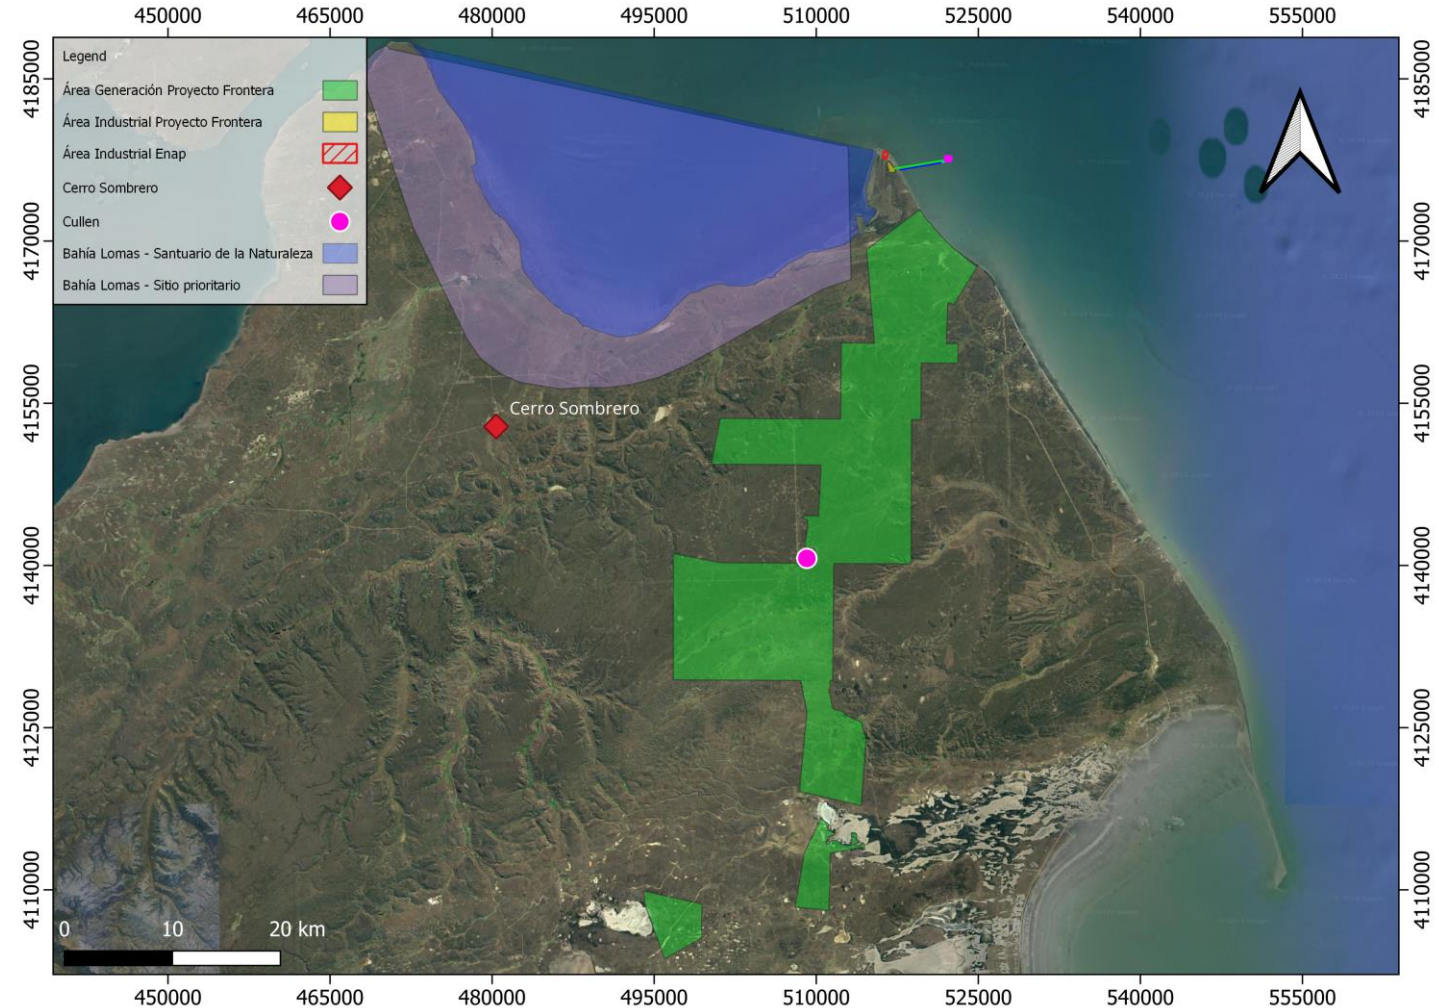 450000 465000 480000 495000 510000 525000 540000 555000
Legend
Área Generación Proyecto Frontera
Área Industrial Proyecto Frontera
Área Industrial Enap
Cerro Sombrero
Cullen
Bahía Lomas - Santuario de la Naturaleza
Bahía Lomas - Sitio prioritario
4185000
4170000
4155000
4140000
4125000
4110000
4185000
4170000
4155000
4140000
4125000
4110000
Cerro Sombrero
0 10 20 km
450000 465000 480000 495000 510000 525000 540000 555000